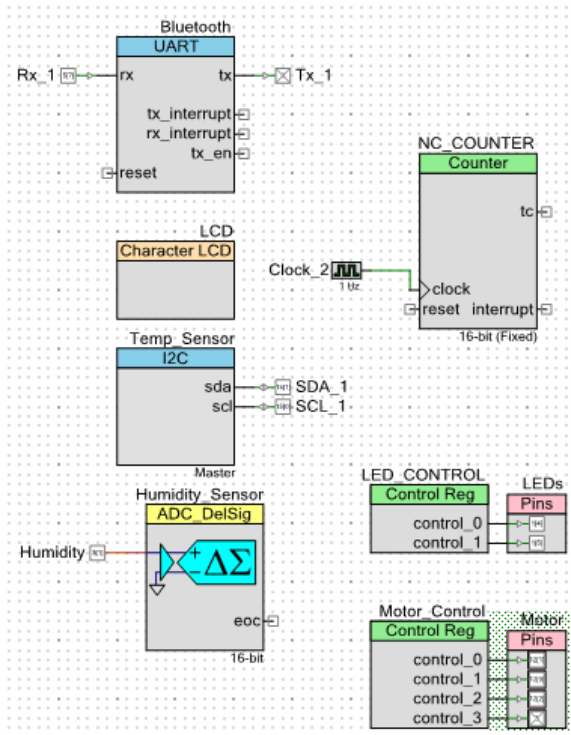 Bluetooth
UART
Rx_1
rx
tx
Tx_1
tx_interrupt
rx_interrupt
tx_en
reset
NC_COUNTER
Counter
tc
Clock_2
1 Hz
clock
reset
interrupt
16-bit (Fixed)
LCD
Character LCD
Temp_Sensor
I2C
sda
SDA_1
scl
SCL_1
Master
Humidity_Sensor
ADC_DelSig
Humidity
+
-
ΔΣ
eoc
16-bit
LED_CONTROL
Control Reg
control_0
control_1
LEDs
Pins
Motor_Control
Control Reg
control_0
control_1
control_2
control_3
Motor
Pins